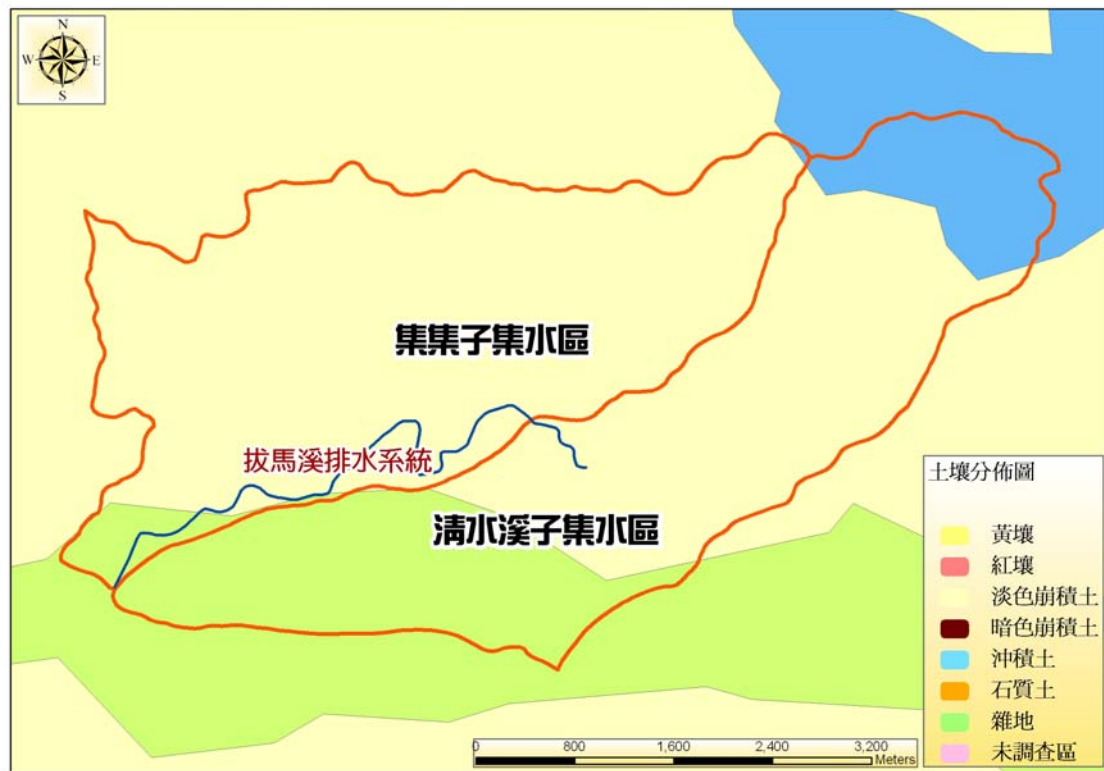 N
W E
S
集集子集水區
拔馬溪排水系統
清水溪子集水區
土壤分佈圖
黃壤
紅壤
淡色崩積土
暗色崩積土
沖積土
石質土
雜地
未調查區
0 800 1,600 2,400 3,200
Meters